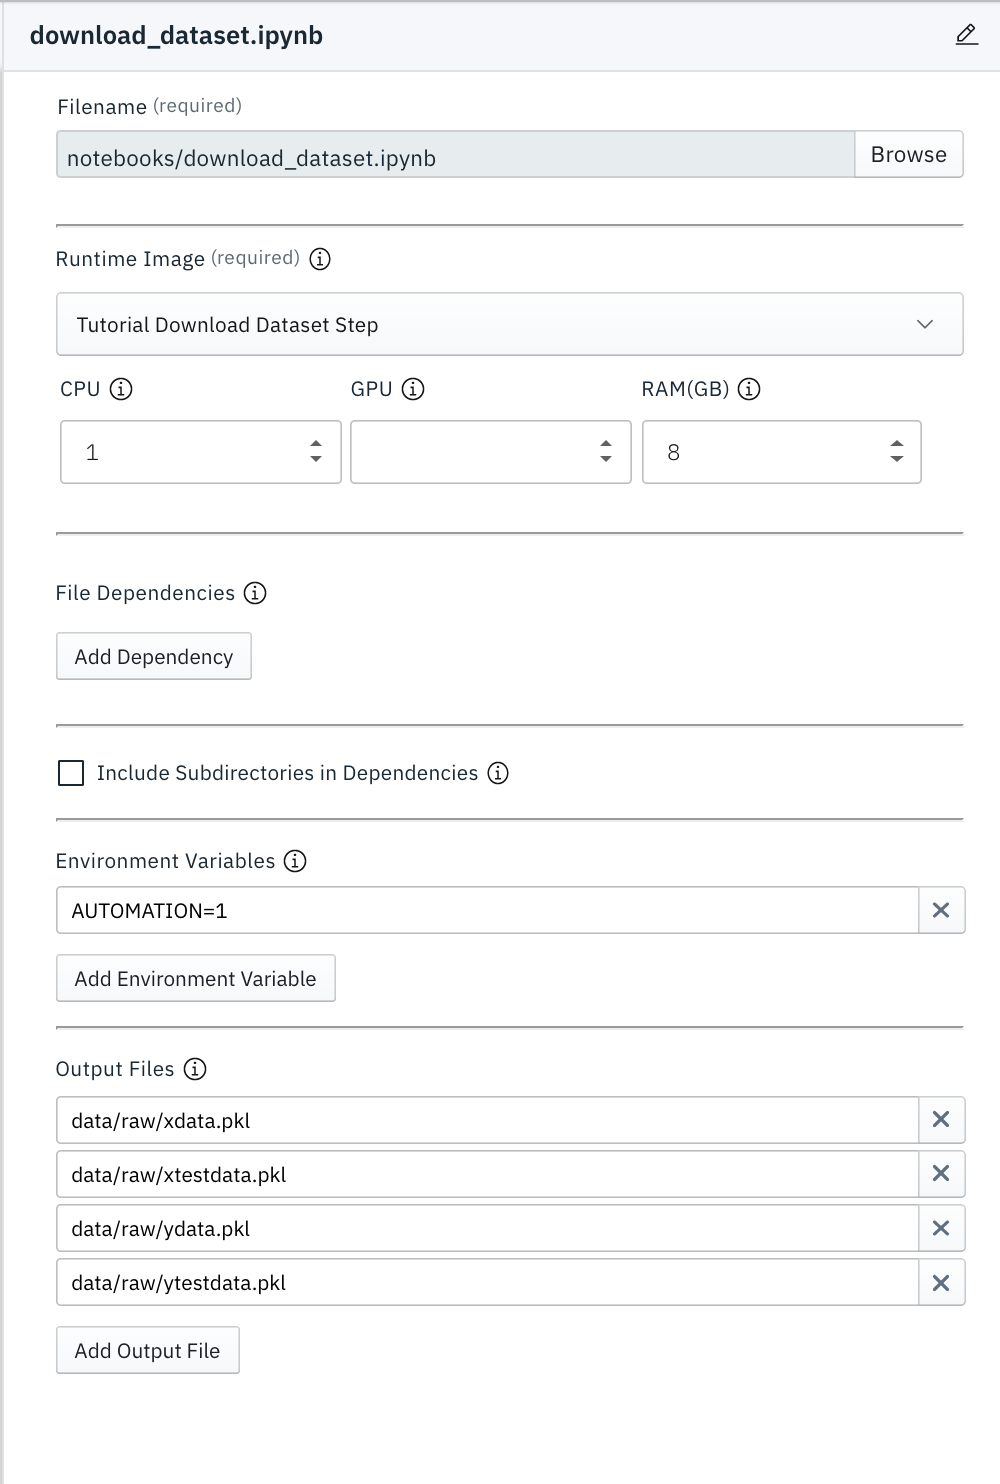 download_dataset.ipynb
Filename (required)
notebooks/download_dataset.ipynb
Browse
Runtime Image (required)
Tutorial Download Dataset Step
CPU GPU RAM(GB)
1 8
File Dependencies
Add Dependency
Include Subdirectories in Dependencies
Environment Variables
AUTOMATION=1
Add Environment Variable
Output Files
data/raw/xdata.pkl
data/raw/xtestdata.pkl
data/raw/ydata.pkl
data/raw/ytestdata.pkl
Add Output File